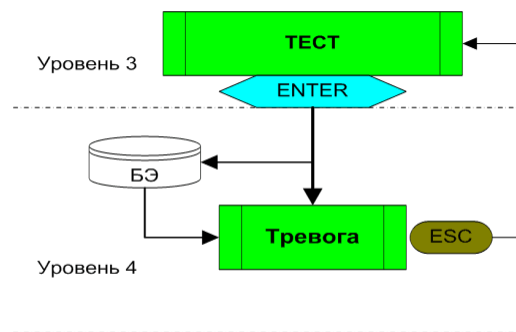 ТЕСТ
Уровень 3
ENTER
БЭ
Тревога
ESC
Уровень 4